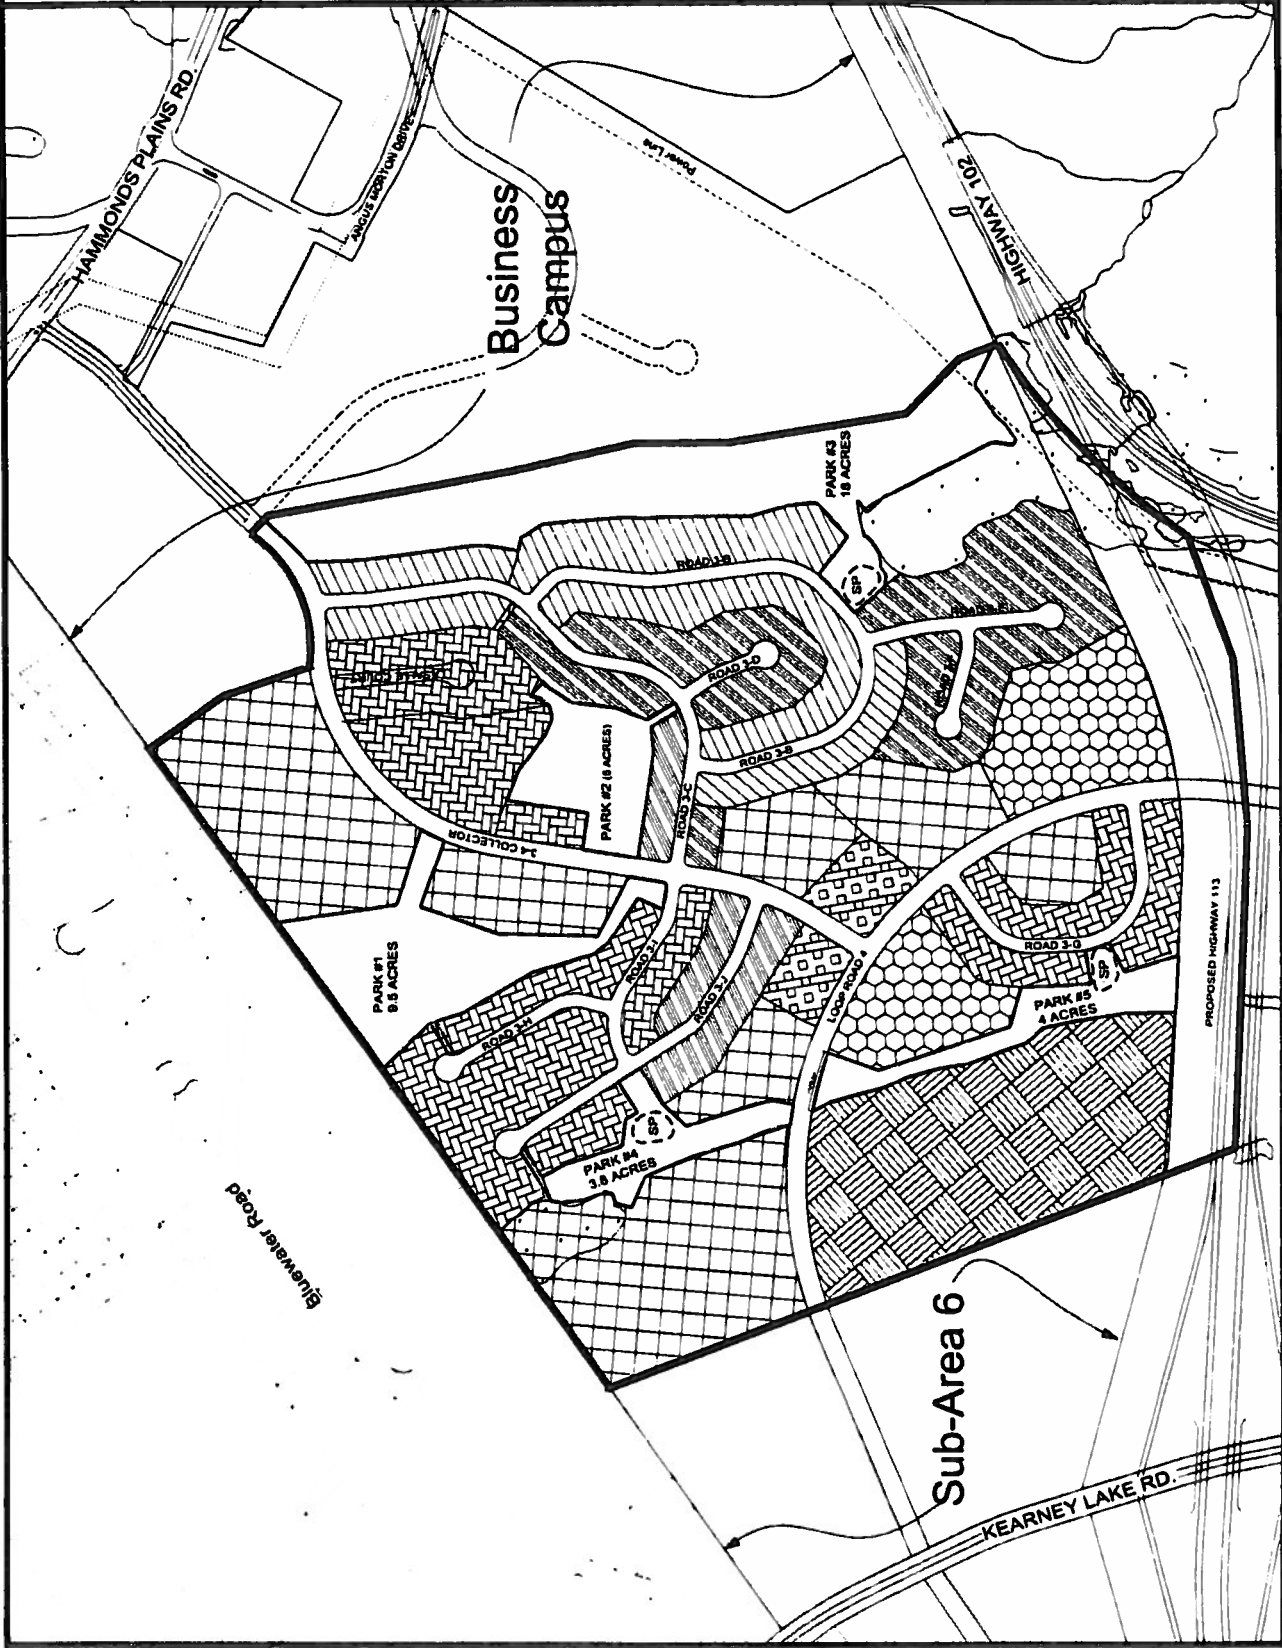 HAMMONDS PLAINS RD.
ANGUS MORTON DRIVE
Business
Campus
Power Line
HIGHWAY 102
PARK #3
18 ACRES
ROAD 3-B
SP
ROAD 3-D
PARK #2 (6 ACRES)
ROAD 3-B
ROAD 3-C
3-4 COLLECTOR
PARK #1
9.5 ACRES
ROAD 3-I
ROAD 3-H
ROAD 3-J
LOOP ROAD 4
ROAD 3-G
SP
PARK #5
4 ACRES
PROPOSED HIGHWAY 113
SP
PARK #4
3.6 ACRES
Bluewater Road
Sub-Area 6
KEARNEY LAKE RD.